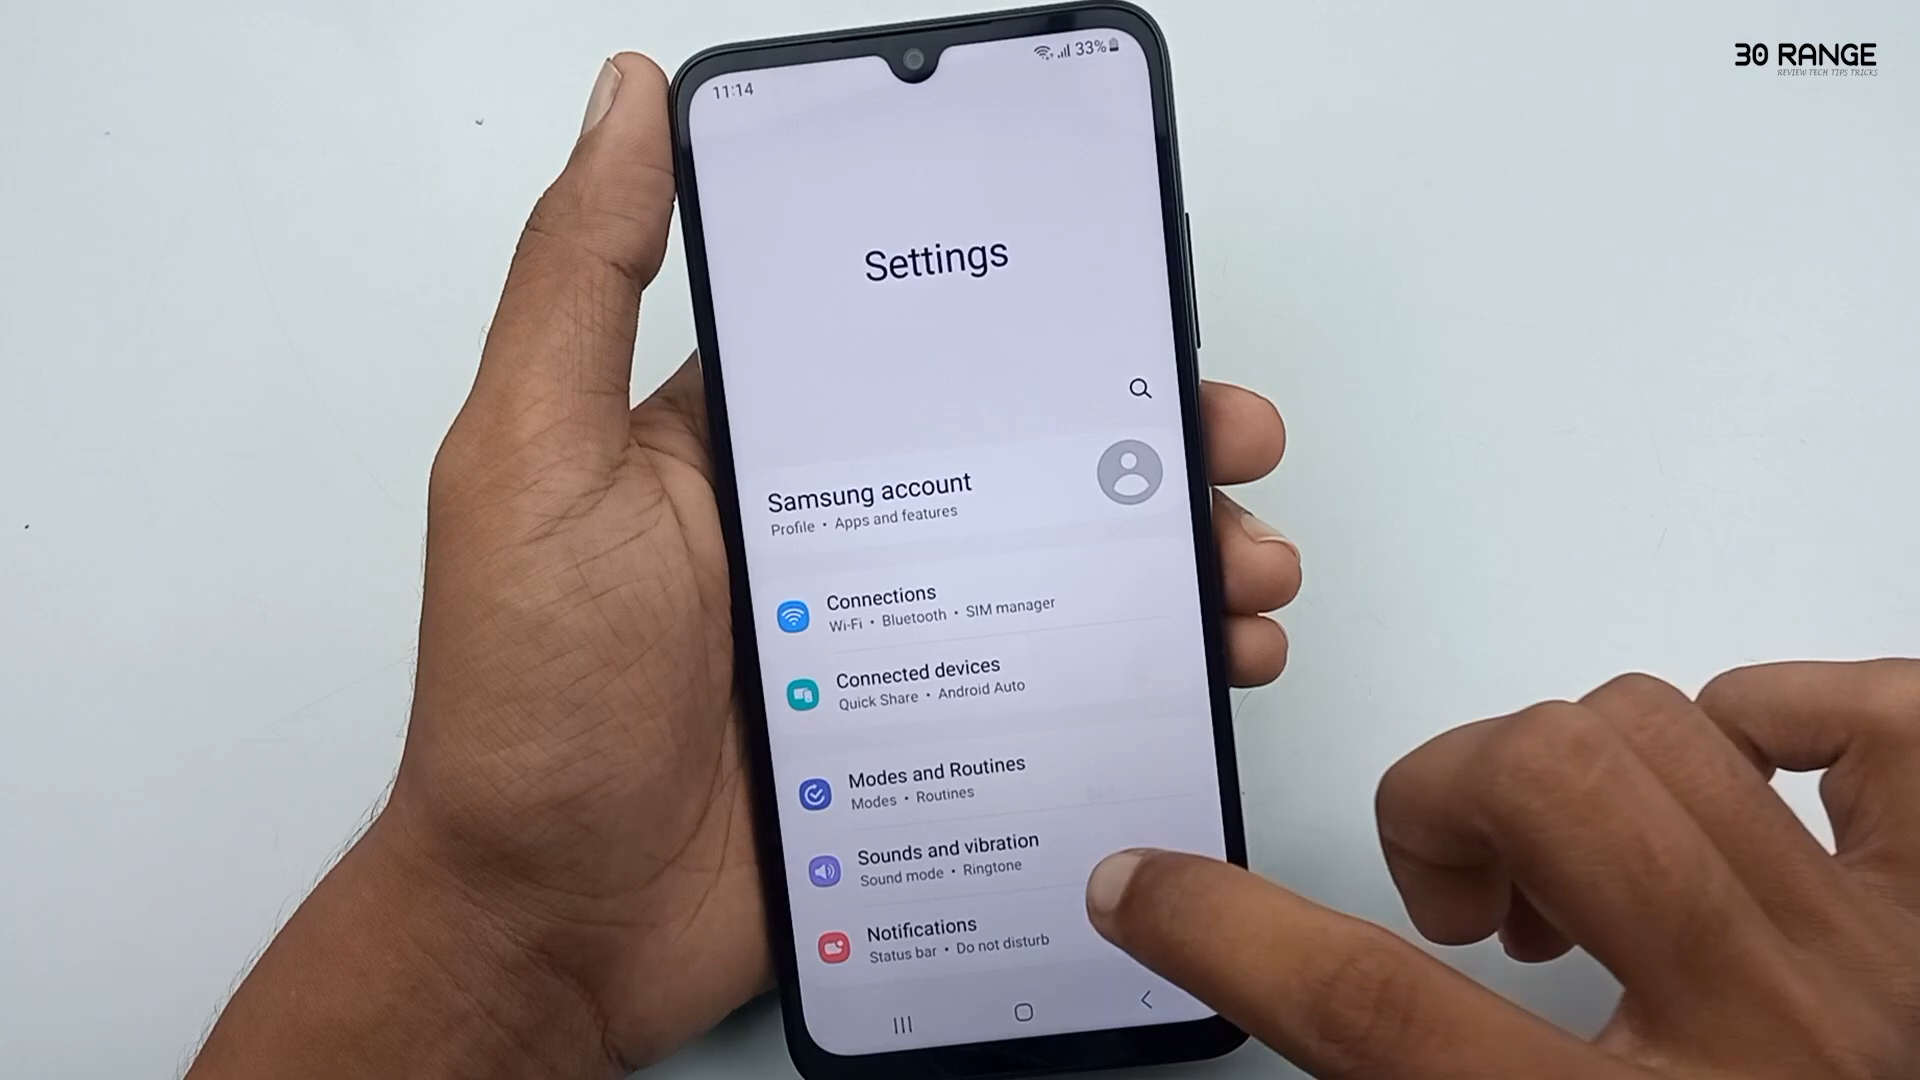 30 RANGE
REVIEW TECH TIPS TRICKS
33%
11:14
Settings
Samsung account
Profile • Apps and features
Connections
Wi-Fi • Bluetooth • SIM manager
Connected devices
Quick Share • Android Auto
Modes and Routines
Modes • Routines
Sounds and vibration
Sound mode • Ringtone
Notifications
Status bar • Do not disturb